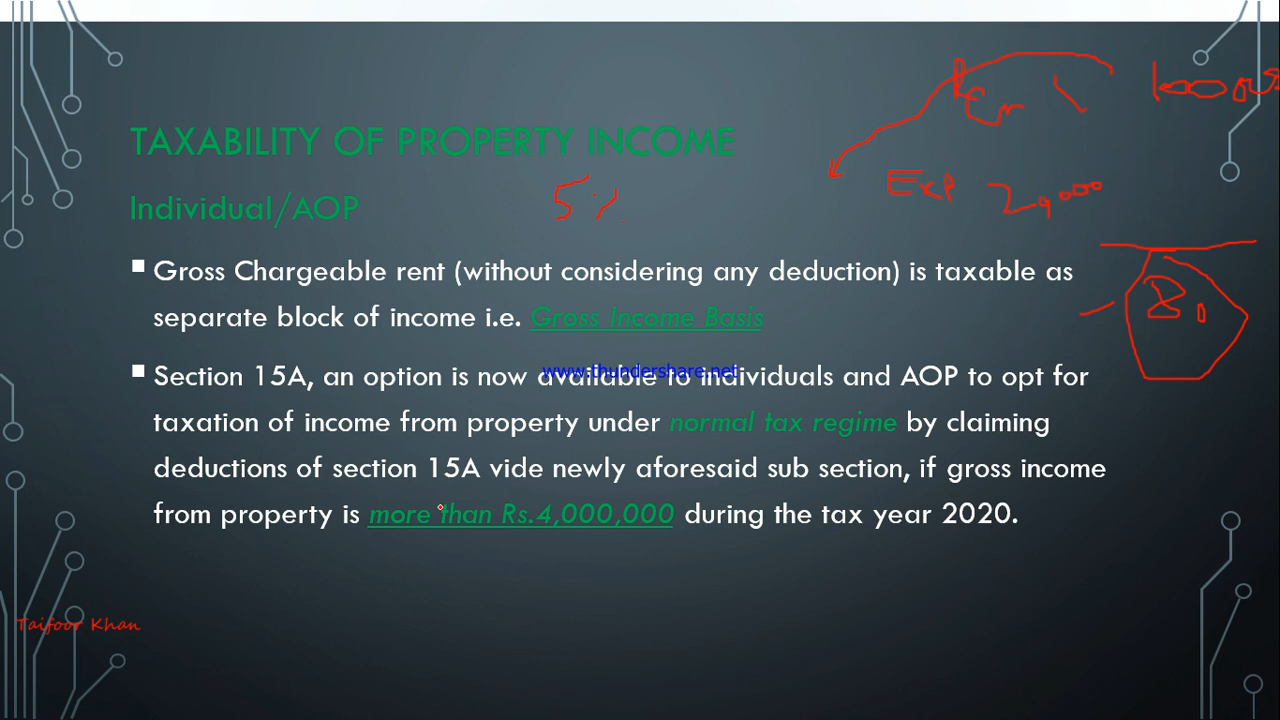 TAXABILITY OF PROPERTY INCOME
Individual/AOP
5%
Exp 20,000
Gross Chargeable rent (without considering any deduction) is taxable as
separate block of income i.e. Gross Income Basis
Section 15A, an option is now available to individuals and AOP to opt for
www.thundershare.net
taxation of income from property under normal tax regime by claiming
deductions of section 15A vide newly aforesaid sub section, if gross income
from property is more than Rs.4,000,000 during the tax year 2020.
Taifoor Khan